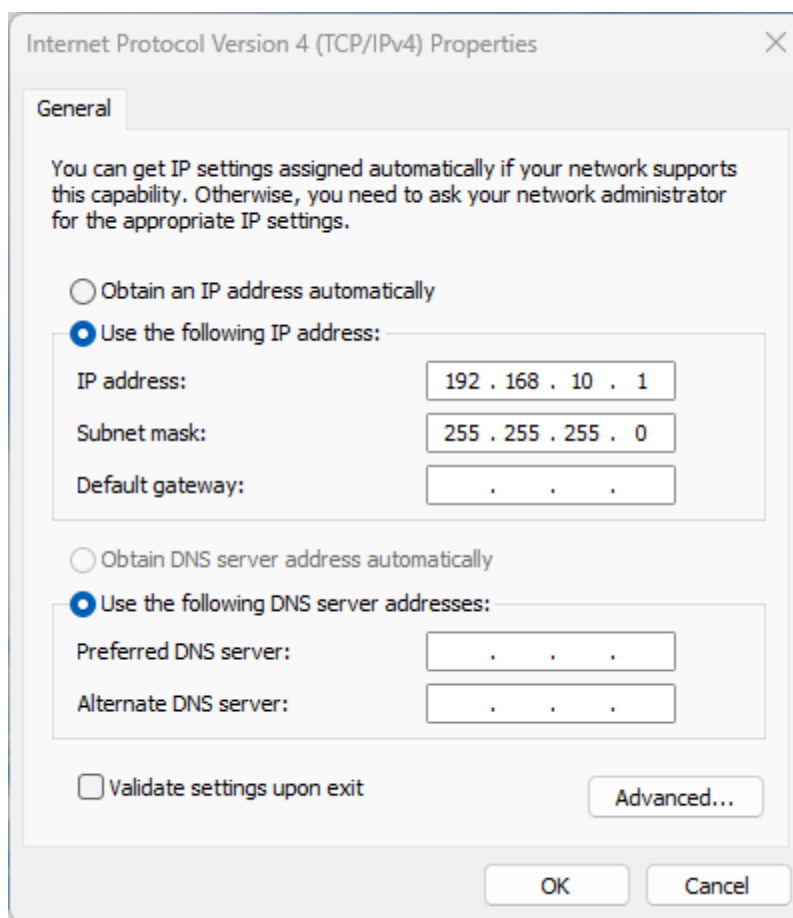 Internet Protocol Version 4 (TCP/IPv4) Properties
General
You can get IP settings assigned automatically if your network supports
this capability. Otherwise, you need to ask your network administrator
for the appropriate IP settings.
Obtain an IP address automatically
Use the following IP address:
IP address: 192 . 168 . 10 . 1
Subnet mask: 255 . 255 . 255 . 0
Default gateway: . . .
Obtain DNS server address automatically
Use the following DNS server addresses:
Preferred DNS server: . . .
Alternate DNS server: . . .
Validate settings upon exit
Advanced...
OK Cancel